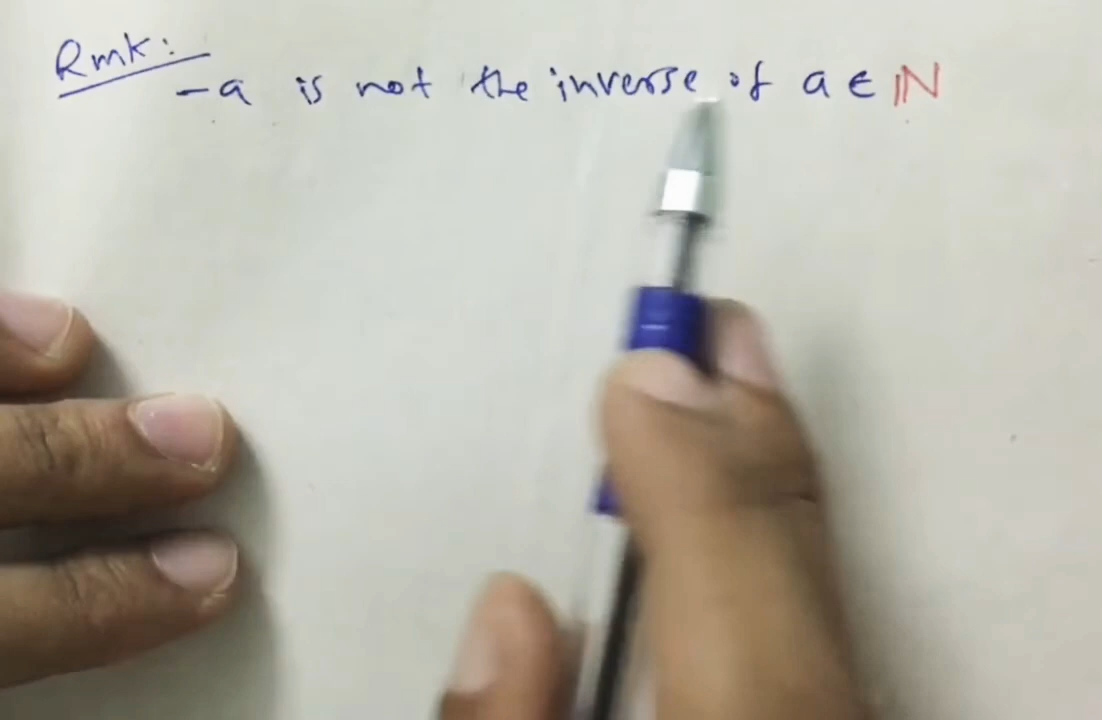 Rmk:
-a is not the inverse of a ∈ ℕ